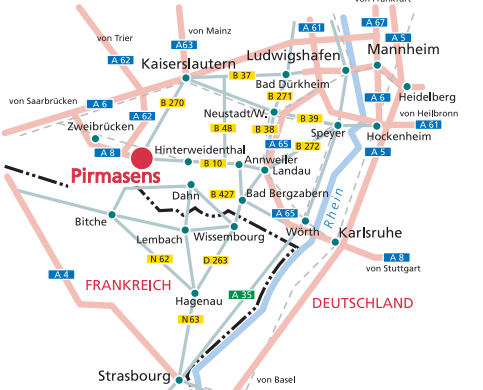 von Frankfurt
A 67
von Mainz
A 61
von Trier
A 5
A63
Ludwigshafen
Mannheim
A 62
Kaiserslautern
B 37
Bad Dürkheim
Heidelberg
von Saarbrücken
A 6
B 270
B 271
A 6
A 62
Neustadt/W.
B 39
von Heilbronn
Zweibrücken
B 48
B 38
Speyer
A 61
Hockenheim
A 8
Hinterweidenthal
A 65
B 272
A 5
B 10
Annweiler
Landau
Pirmasens
Dahn
B 427
Bad Bergzabern
Rhein
Bitche
A 65
Lembach
Wissembourg
Wörth
Karlsruhe
N 62
D 263
A 8
von Stuttgart
A 4
FRANKREICH
A 35
Hagenau
DEUTSCHLAND
N63
Strasbourg
von Basel